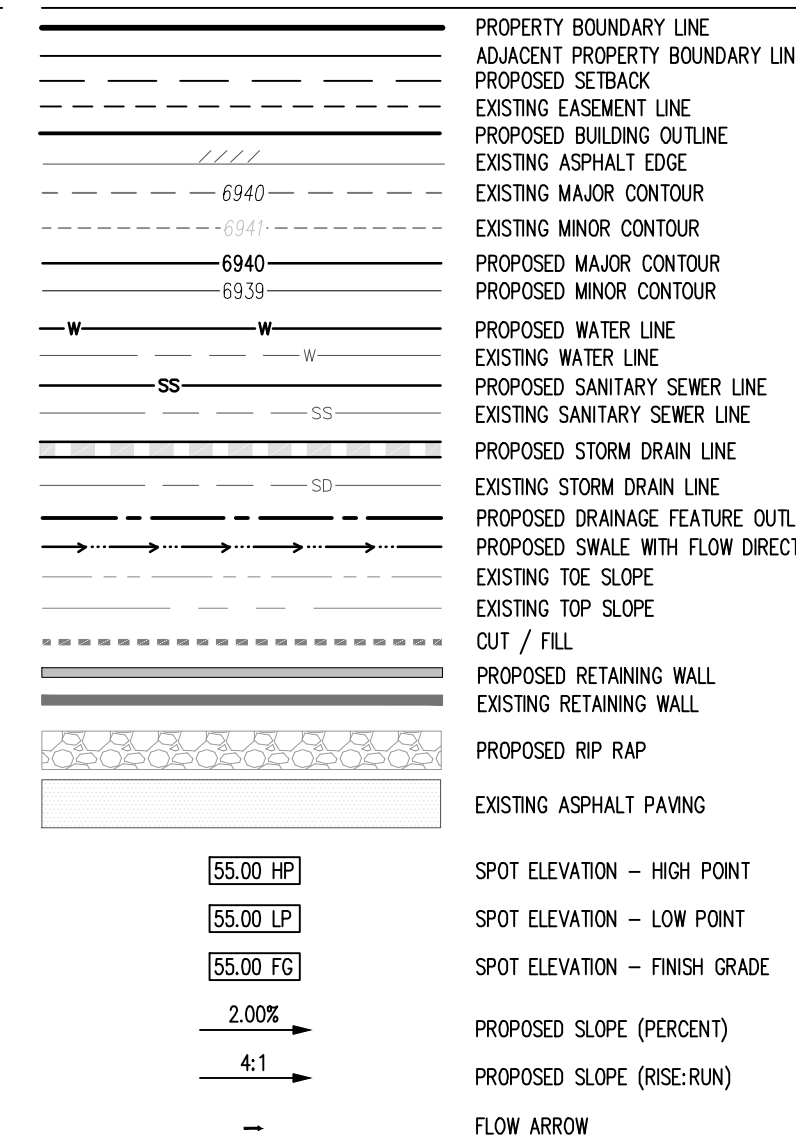 PROPERTY BOUNDARY LINE
ADJACENT PROPERTY BOUNDARY LIN
PROPOSED SETBACK
EXISTING EASEMENT LINE
PROPOSED BUILDING OUTLINE
EXISTING ASPHALT EDGE
6940 EXISTING MAJOR CONTOUR
6941 EXISTING MINOR CONTOUR
6940 PROPOSED MAJOR CONTOUR
6939 PROPOSED MINOR CONTOUR
W W PROPOSED WATER LINE
W EXISTING WATER LINE
SS PROPOSED SANITARY SEWER LINE
SS EXISTING SANITARY SEWER LINE
PROPOSED STORM DRAIN LINE
SD EXISTING STORM DRAIN LINE
PROPOSED DRAINAGE FEATURE OUTL
PROPOSED SWALE WITH FLOW DIRECT
EXISTING TOE SLOPE
EXISTING TOP SLOPE
CUT / FILL
PROPOSED RETAINING WALL
EXISTING RETAINING WALL
PROPOSED RIP RAP
EXISTING ASPHALT PAVING
55.00 HP SPOT ELEVATION – HIGH POINT
55.00 LP SPOT ELEVATION – LOW POINT
55.00 FG SPOT ELEVATION – FINISH GRADE
2.00% PROPOSED SLOPE (PERCENT)
4:1 PROPOSED SLOPE (RISE:RUN)
FLOW ARROW